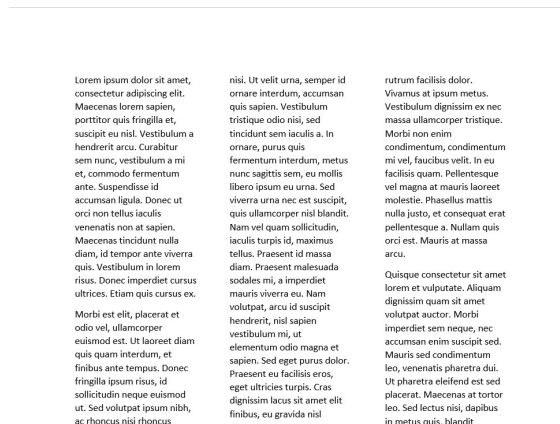 Lorem ipsum dolor sit amet,
consectetur adipiscing elit.
Maecenas lorem sapien,
porttitor quis fringilla et,
suscipit eu nisl. Vestibulum a
hendrerit arcu. Curabitur
sem nunc, vestibulum a mi
et, commodo fermentum
ante. Suspendisse id
accumsan ligula. Donec ut
orci non tellus iaculis
venenatis non at sapien.
Maecenas tincidunt nulla
diam, id tempor ante viverra
quis. Vestibulum in lorem
risus. Donec imperdiet cursus
ultrices. Etiam quis cursus ex.
Morbi est elit, placerat et
odio vel, ullamcorper
euismod est. Ut laoreet diam
quis quam interdum, et
finibus ante tempus. Donec
fringilla ipsum risus, id
sollicitudin neque euismod
ut. Sed volutpat ipsum nibh,
ac rhoncus nisi rhoncus
nisi. Ut velit urna, semper id
ornare interdum, accumsan
quis sapien. Vestibulum
tristique odio nisi, sed
tincidunt sem iaculis a. In
ornare, purus quis
fermentum interdum, metus
nunc sagittis sem, eu mollis
libero ipsum eu urna. Sed
viverra urna nec est suscipit,
quis ullamcorper nisl blandit.
Nam vel quam sollicitudin,
iaculis turpis id, maximus
tellus. Praesent id massa
diam. Praesent malesuada
sodales mi, a imperdiet
mauris viverra eu. Nam
volutpat, arcu id suscipit
hendrerit, nisl sapien
vestibulum mi, ut
elementum odio magna et
sapien. Sed eget purus dolor.
Praesent eu facilisis eros,
eget ultricies turpis. Cras
dignissim lacus sit amet elit
finibus, eu gravida nisl
rutrum facilisis dolor.
Vivamus at ipsum metus.
Vestibulum dignissim ex nec
massa ullamcorper tristique.
Morbi non enim
condimentum, condimentum
mi vel, faucibus velit. In eu
facilisis quam. Pellentesque
vel magna at mauris laoreet
molestie. Phasellus mattis
nulla justo, et consequat erat
pellentesque a. Nullam quis
orci est. Mauris at massa
arcu.
Quisque consectetur sit amet
lorem et vulputate. Aliquam
dignissim quam sit amet
volutpat auctor. Morbi
imperdiet sem neque, nec
accumsan enim suscipit sed.
Mauris sed condimentum
leo, venenatis pharetra dui.
Ut pharetra eleifend est sed
placerat. Maecenas at tortor
leo. Sed lectus nisi, dapibus
in metus quis, blandit